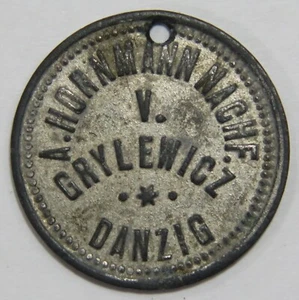 A. HORNMANN NACHF.
V.
GRYLEWICZ
DANZIG